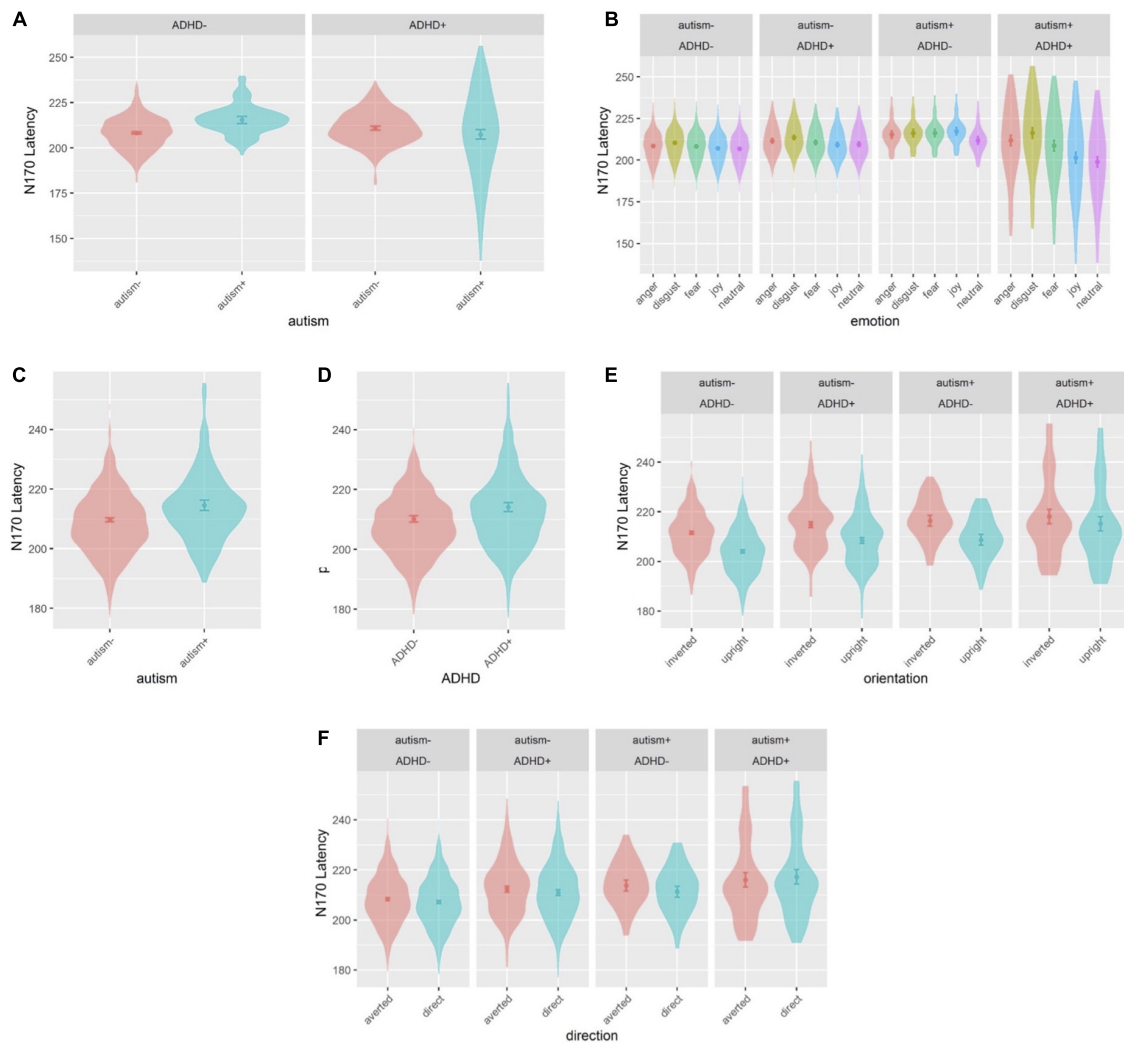 A
ADHD-
ADHD+
N170 Latency
250
225
200
175
150
autism-
autism+
autism-
autism+
autism
B
autism-
autism-
autism+
autism+
ADHD-
ADHD+
ADHD-
ADHD+
N170 Latency
250
225
200
175
150
anger
disgust
fear
joy
neutral
anger
disgust
fear
joy
neutral
anger
disgust
fear
joy
neutral
anger
disgust
fear
joy
neutral
emotion
C
N170 Latency
240
220
200
180
autism-
autism+
autism
D
p
240
220
200
180
ADHD-
ADHD+
ADHD
E
autism-
autism-
autism+
autism+
ADHD-
ADHD+
ADHD-
ADHD+
N170 Latency
240
220
200
180
inverted
upright
inverted
upright
inverted
upright
inverted
upright
orientation
F
autism-
autism-
autism+
autism+
ADHD-
ADHD+
ADHD-
ADHD+
N170 Latency
240
220
200
180
averted
direct
averted
direct
averted
direct
averted
direct
direction